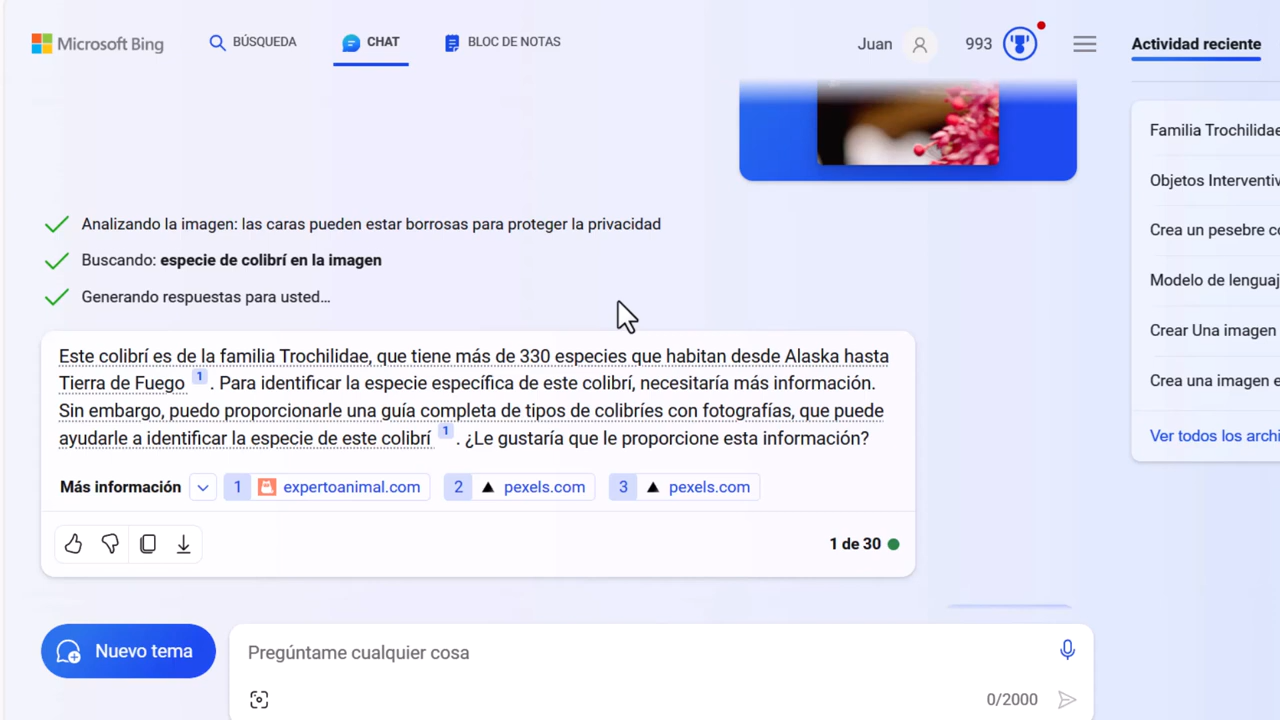 Microsoft Bing
BÚSQUEDA
CHAT
BLOC DE NOTAS
Juan
993
Actividad reciente
Familia Trochilidae
Objetos Interventiv
Crea un pesebre co
Modelo de lenguaj
Crear Una imagen
Crea una imagen e
Ver todos los archi
Analizando la imagen: las caras pueden estar borrosas para proteger la privacidad
Buscando: especie de colibrí en la imagen
Generando respuestas para usted...
Este colibrí es de la familia Trochilidae, que tiene más de 330 especies que habitan desde Alaska hasta
Tierra de Fuego 1 . Para identificar la especie específica de este colibrí, necesitaría más información.
Sin embargo, puedo proporcionarle una guía completa de tipos de colibríes con fotografías, que puede
ayudarle a identificar la especie de este colibrí 1 . ¿Le gustaría que le proporcione esta información?
Más información 1 expertoanimal.com 2 pexels.com 3 pexels.com
1 de 30
Nuevo tema
Pregúntame cualquier cosa
0/2000